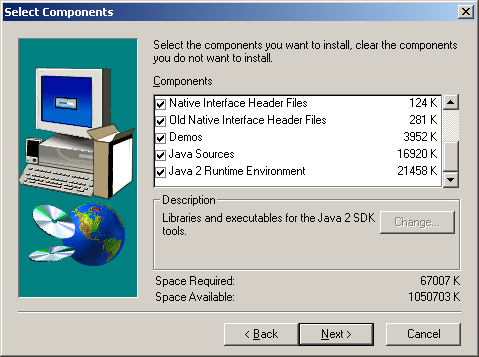 Select Components
Select the components you want to install, clear the components
you do not want to install.
Components
Native Interface Header Files 124 K
Old Native Interface Header Files 281 K
Demos 3952 K
Java Sources 16920 K
Java 2 Runtime Environment 21458 K
Description
Libraries and executables for the Java 2 SDK
tools.
Change...
Space Required: 67007 K
Space Available: 1050703 K
< Back
Next >
Cancel